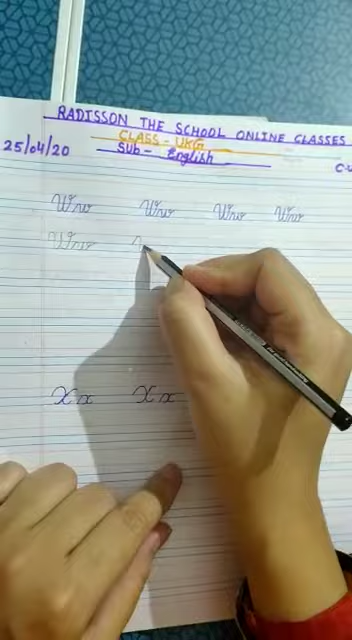 RADISSON THE SCHOOL ONLINE CLASSES
CLASS - UKG
25/04/20 Sub - English
Ww Ww Ww Ww
Ww
Xx Xx